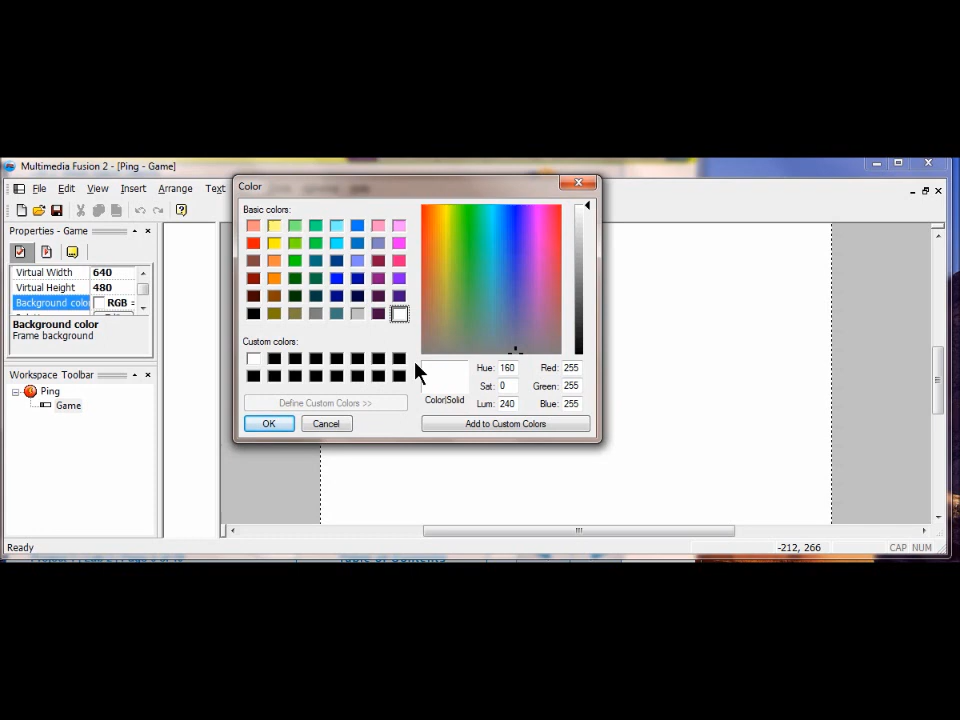 Multimedia Fusion 2 - [Ping - Game]
File Edit View Insert Arrange Text
Properties - Game
Virtual Width 640
Virtual Height 480
Background colo RGB =
Background color
Frame background
Workspace Toolbar
Ping
Game
Color
Basic colors:
Custom colors:
Define Custom Colors >>
OK Cancel
Color|Solid
Hue: 160 Red: 255
Sat: 0 Green: 255
Lum: 240 Blue: 255
Add to Custom Colors
Ready -212, 266 CAP NUM